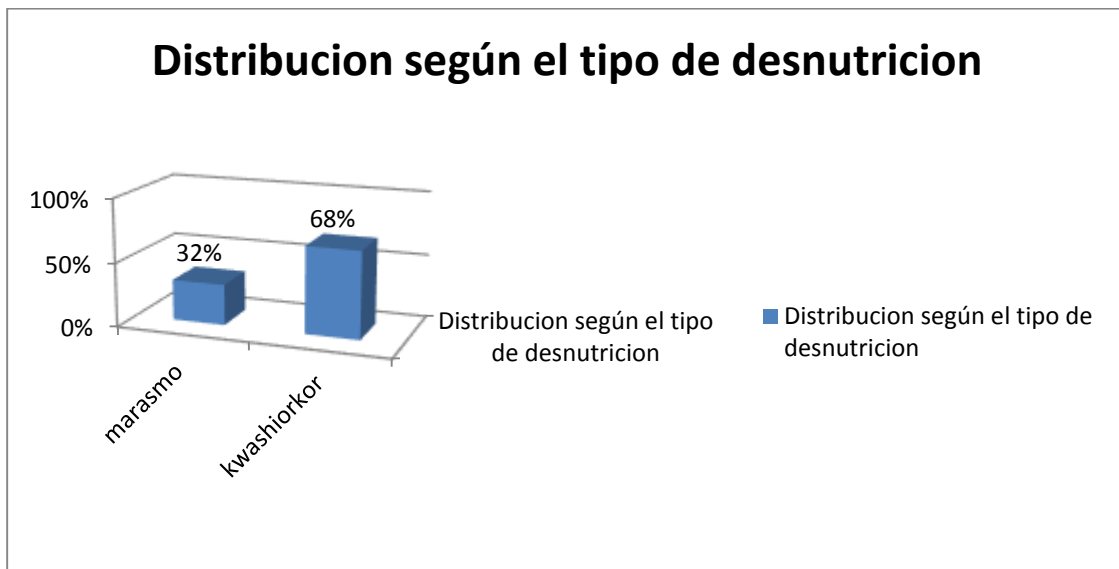 Distribucion según el tipo de desnutricion
100%
50%
0%
32%
68%
marasmo
kwashiorkor
Distribucion según el tipo
de desnutricion
Distribucion según el tipo de
desnutricion